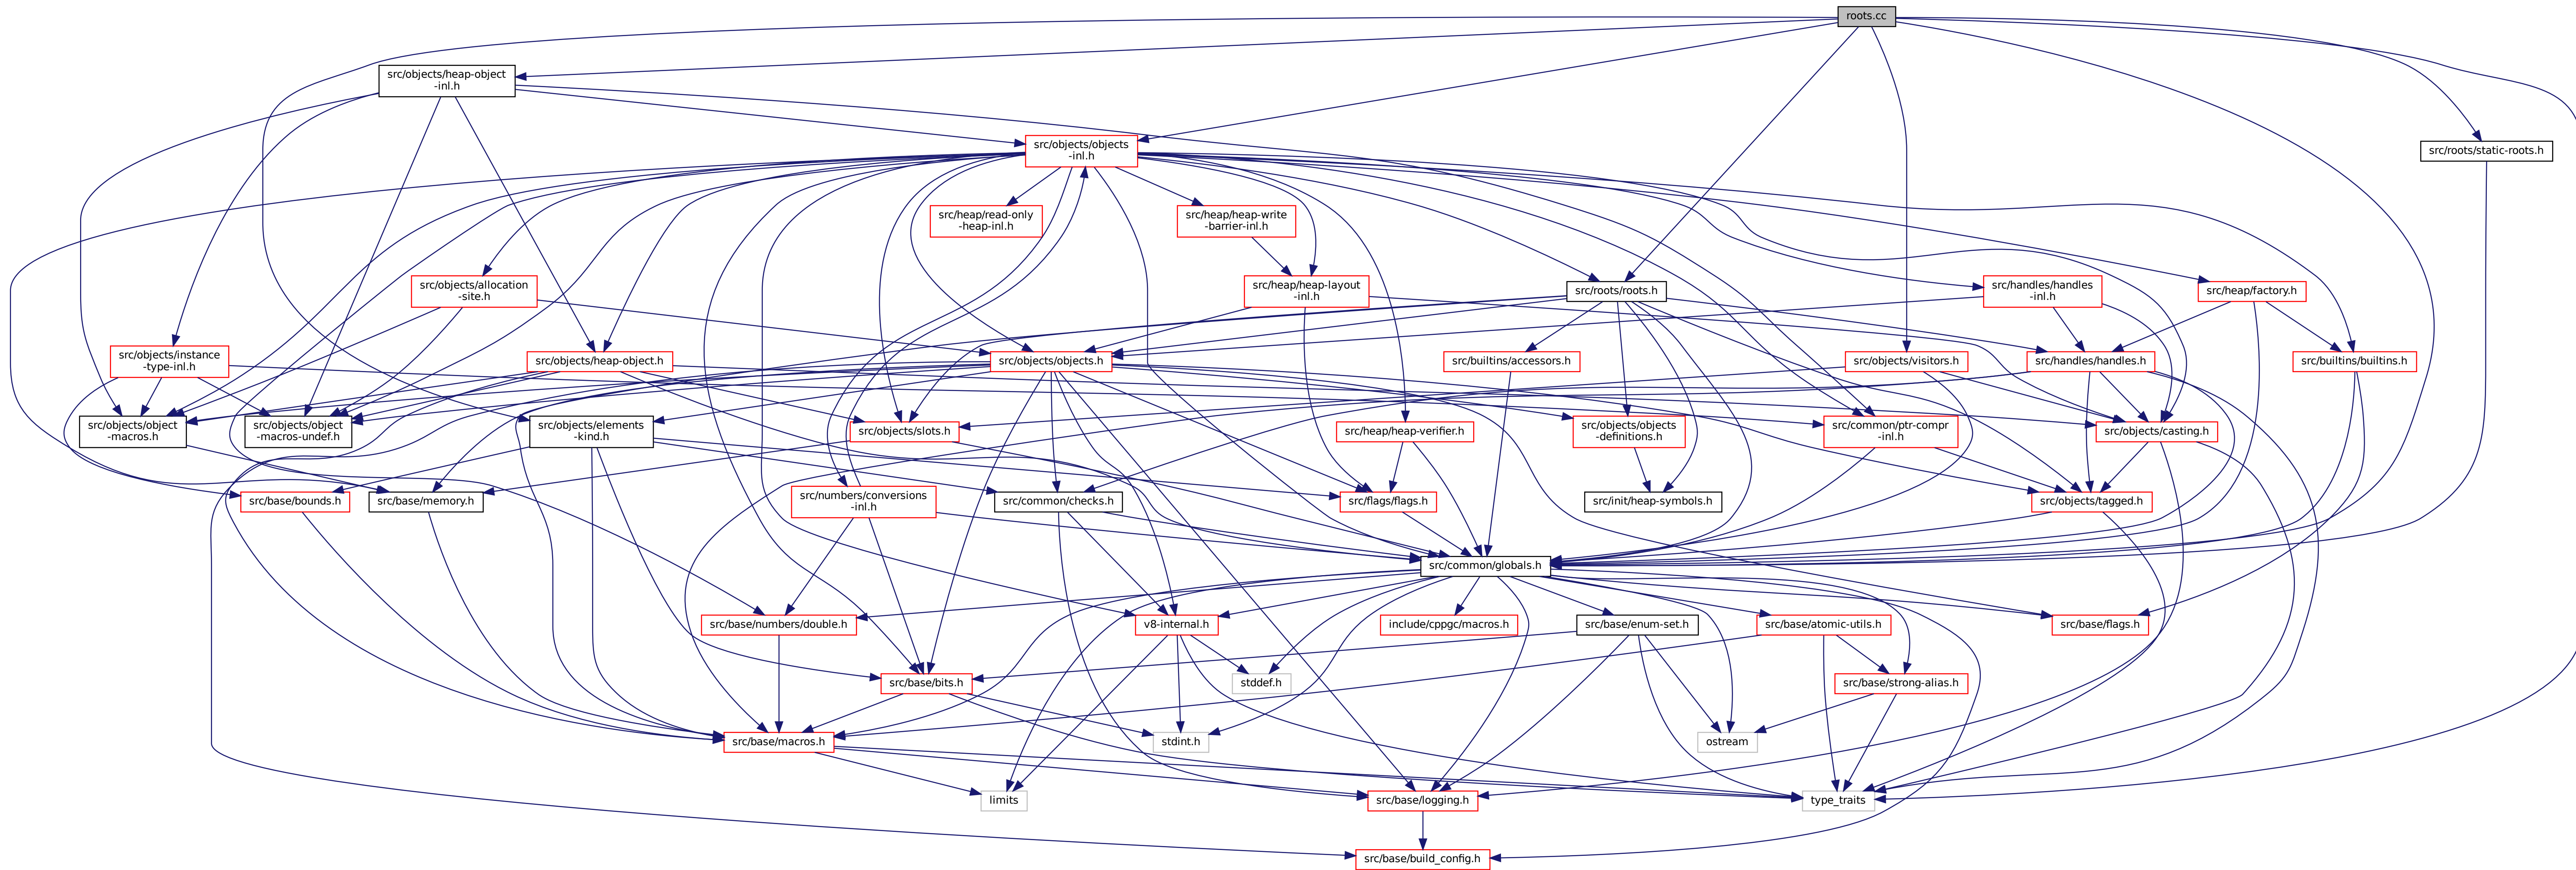 roots.cc
src/objects/heap-object
-inl.h
src/objects/objects
-inl.h
src/roots/static-roots.h
src/heap/read-only
-heap-inl.h
src/heap/heap-write
-barrier-inl.h
src/objects/allocation
-site.h
src/heap/heap-layout
-inl.h
src/roots/roots.h
src/handles/handles
-inl.h
src/heap/factory.h
src/objects/instance
-type-inl.h
src/objects/heap-object.h
src/objects/objects.h
src/builtins/accessors.h
src/objects/visitors.h
src/handles/handles.h
src/builtins/builtins.h
src/objects/object
-macros.h
src/objects/object
-macros-undef.h
src/objects/elements
-kind.h
src/objects/slots.h
src/heap/heap-verifier.h
src/objects/objects
-definitions.h
src/common/ptr-compr
-inl.h
src/objects/casting.h
src/base/bounds.h
src/base/memory.h
src/numbers/conversions
-inl.h
src/common/checks.h
src/flags/flags.h
src/init/heap-symbols.h
src/objects/tagged.h
src/common/globals.h
src/base/numbers/double.h
v8-internal.h
include/cppgc/macros.h
src/base/enum-set.h
src/base/atomic-utils.h
src/base/flags.h
src/base/bits.h
stddef.h
src/base/strong-alias.h
src/base/macros.h
stdint.h
ostream
limits
src/base/logging.h
type_traits
src/base/build_config.h